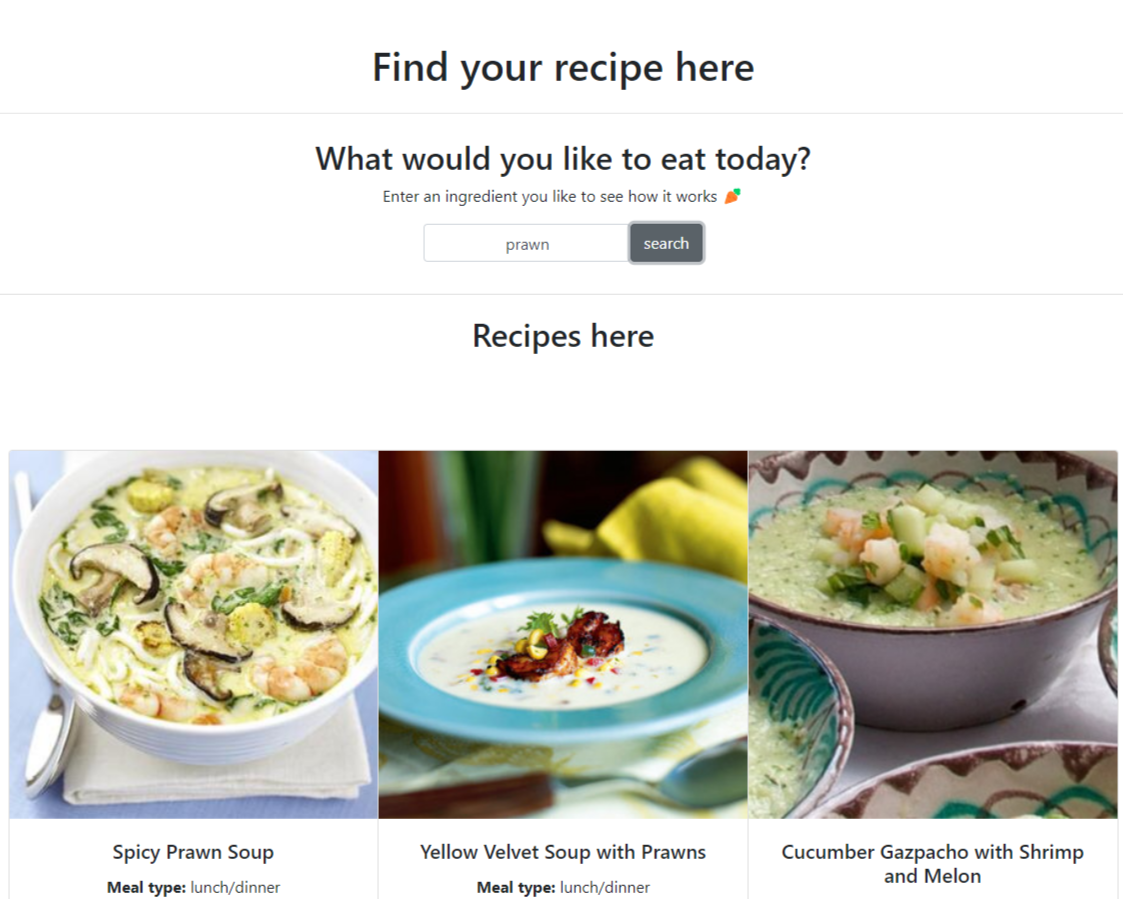 Find your recipe here
What would you like to eat today?
Enter an ingredient you like to see how it works 🥕
prawn
search
Recipes here
Spicy Prawn Soup
Meal type: lunch/dinner
Yellow Velvet Soup with Prawns
Meal type: lunch/dinner
Cucumber Gazpacho with Shrimp
and Melon